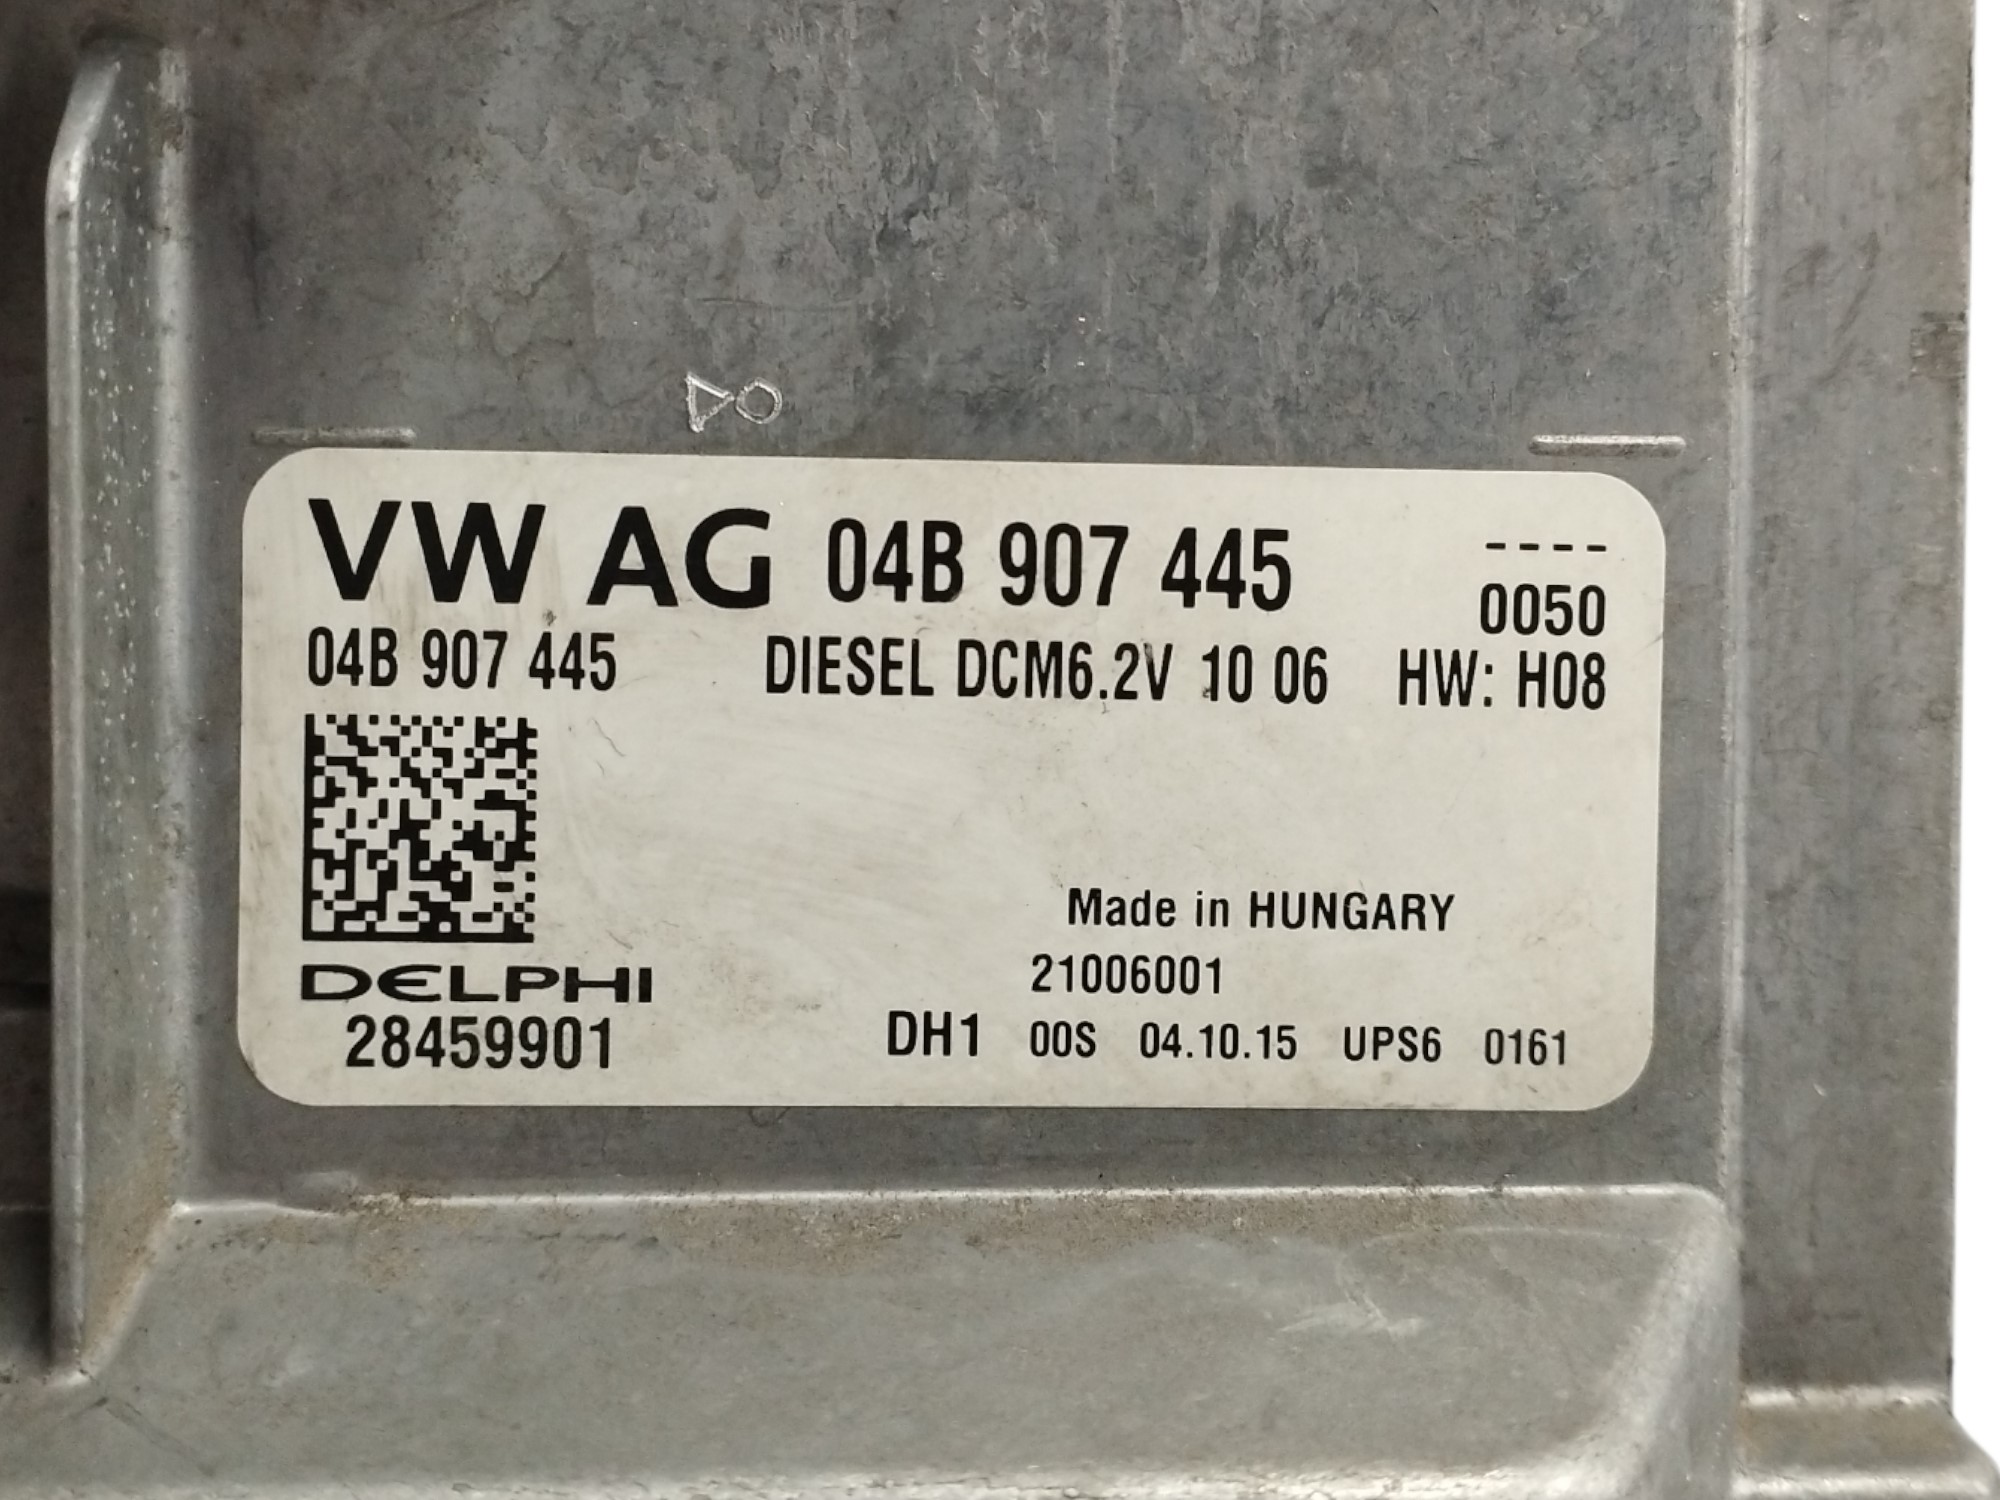 VW AG 04B 907 445 ----
0050
04B 907 445 DIESEL DCM6.2V 10 06 HW: H08
Made in HUNGARY
DELPHI 21006001
28459901 DH1 00S 04.10.15 UPS6 0161